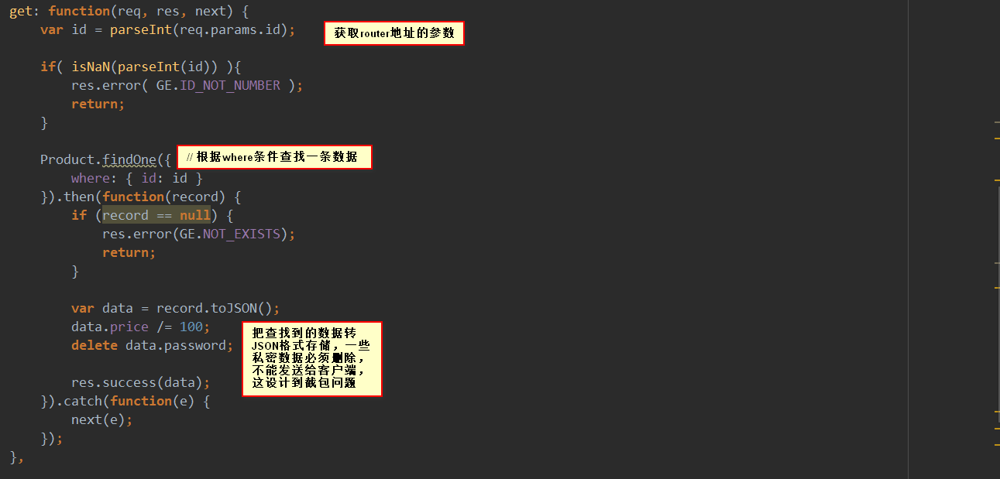 get: function(req, res, next) {
var id = parseInt(req.params.id);
获取router地址的参数
if( isNaN(parseInt(id)) ){
res.error( GE.ID_NOT_NUMBER );
return;
}
Product.findOne({
// 根据where条件查找一条数据
where: { id: id }
}).then(function(record) {
if (record == null) {
res.error(GE.NOT_EXISTS);
return;
}
var data = record.toJSON();
data.price /= 100;
delete data.password;
把查找到的数据转
JSON格式存储，一些
私密数据必须删除，
不能发送给客户端，
这设计到截包问题
res.success(data);
}).catch(function(e) {
next(e);
});
},